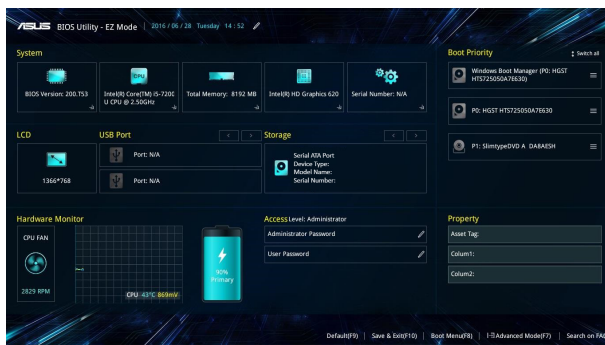 ASUS BIOS Utility - EZ Mode 2016/06/28 Tuesday 14:52
System
BIOS Version: 200.T53
CPU
Intel(R) Core(TM) i5-7200
U CPU @ 2.50GHz
Total Memory: 8192 MB
Intel(R) HD Graphics 620
Serial Number: N/A
Boot Priority
Switch all
Windows Boot Manager (P0: HGST
HTS725050A7E630)
P0: HGST HTS725050A7E630
P1: SlimtypeDVD A DA8AESH
LCD
1366*768
USB Port
Port: N/A
Port: N/A
< >
Storage
Serial ATA Port
Device Type:
Model Name:
Serial Number:
Hardware Monitor
CPU FAN
2829 RPM
CPU 43°C 869mV
90%
Primary
Access Level: Administrator
Administrator Password
User Password
Property
Asset Tag:
Colum1:
Colum2:
Default(F9) Save & Exit(F10) Boot Menu(F8) Advanced Mode(F7) Search on FAQ